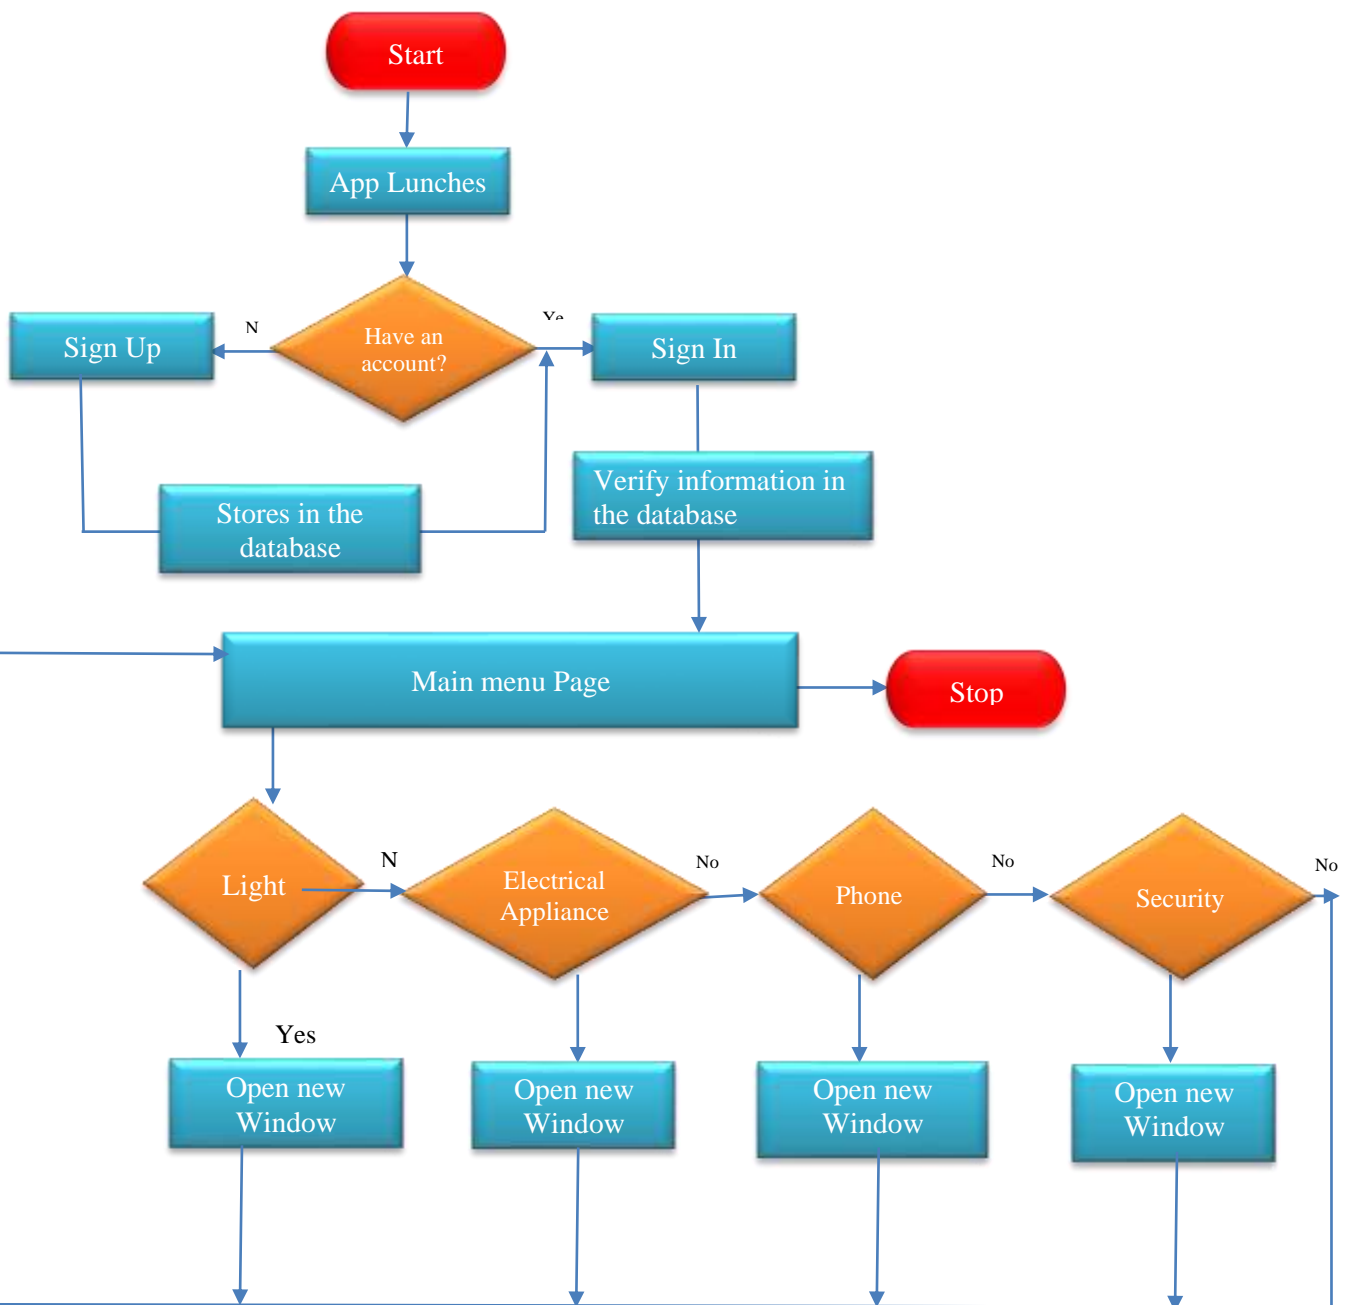 Start
App Lunches
N
Ye
Sign Up
Have an
account?
Sign In
Verify information in
the database
Stores in the
database
Main menu Page
Stop
N
No
No
No
Light
Electrical
Appliance
Phone
Security
Yes
Open new
Window
Open new
Window
Open new
Window
Open new
Window